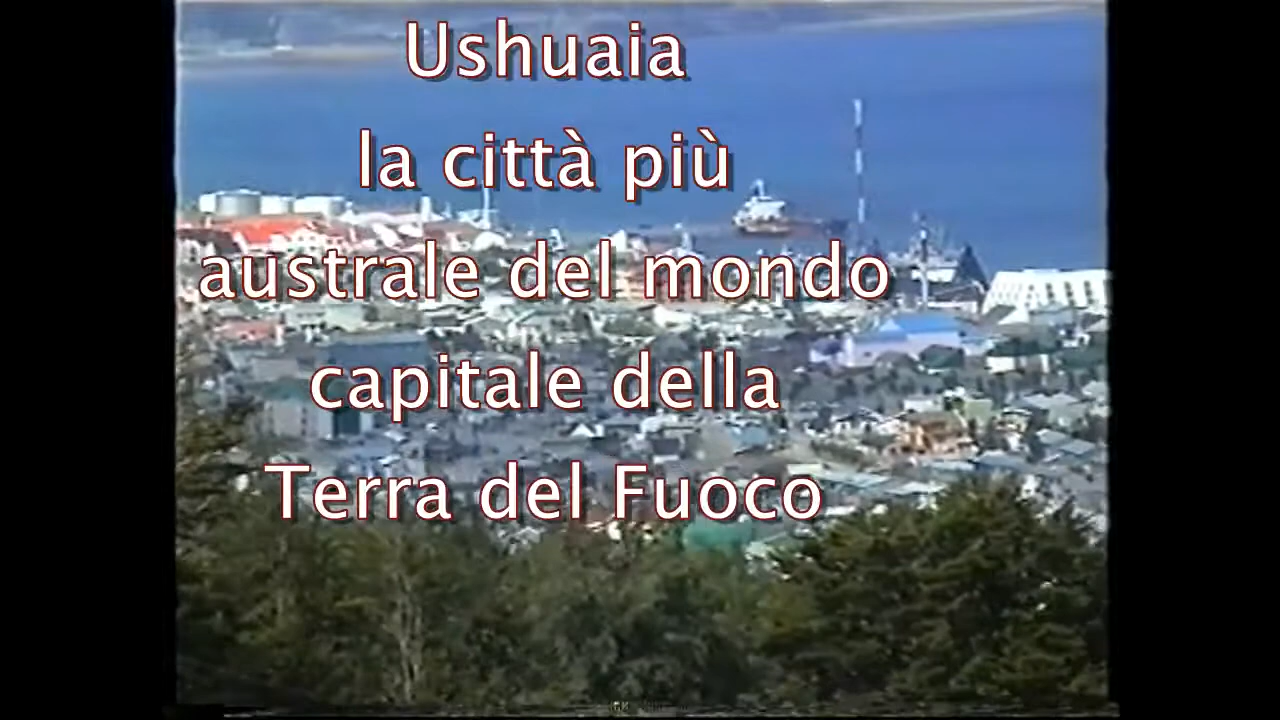 Ushuaia
la città più
australe del mondo
capitale della
Terra del Fuoco